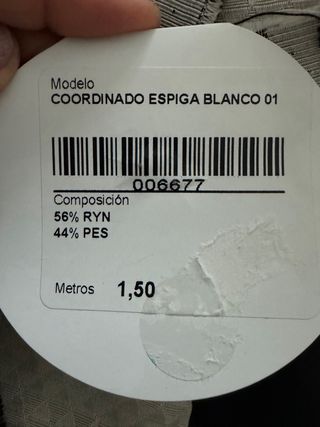 Modelo
COORDINADO ESPIGA BLANCO 01
006677
Composición
56% RYN
44% PES
Metros 1,50